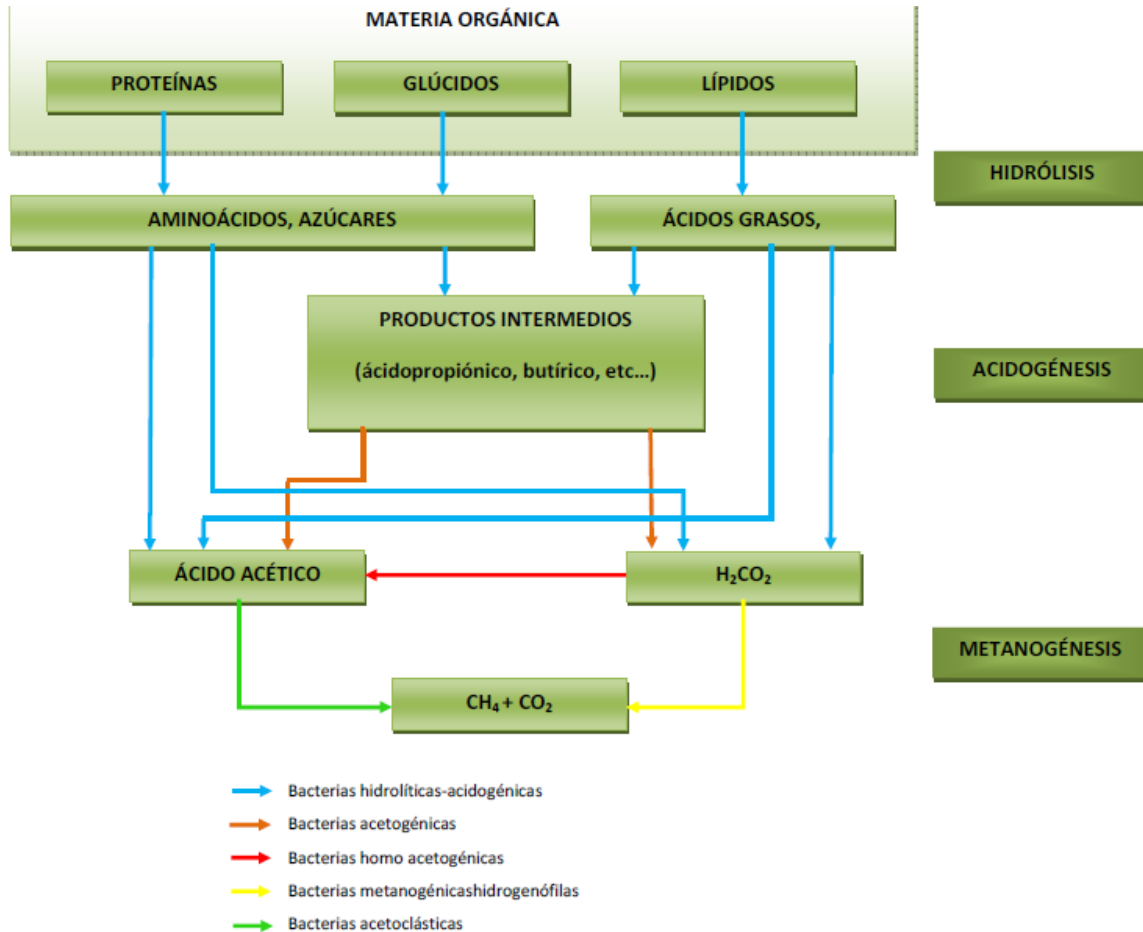 MATERIA ORGÁNICA
PROTEÍNAS
GLÚCIDOS
LÍPIDOS
HIDRÓLISIS
AMINOÁCIDOS, AZÚCARES
ÁCIDOS GRASOS,
PRODUCTOS INTERMEDIOS
(ácidopropiónico, butírico, etc...)
ACIDOGÉNESIS
ÁCIDO ACÉTICO
H₂CO₂
METANOGÉNESIS
CH₄ + CO₂
Bacterias hidrolíticas-acidogénicas
Bacterias acetogénicas
Bacterias homo acetogénicas
Bacterias metanogénicashidrogenófilas
Bacterias acetoclásticas